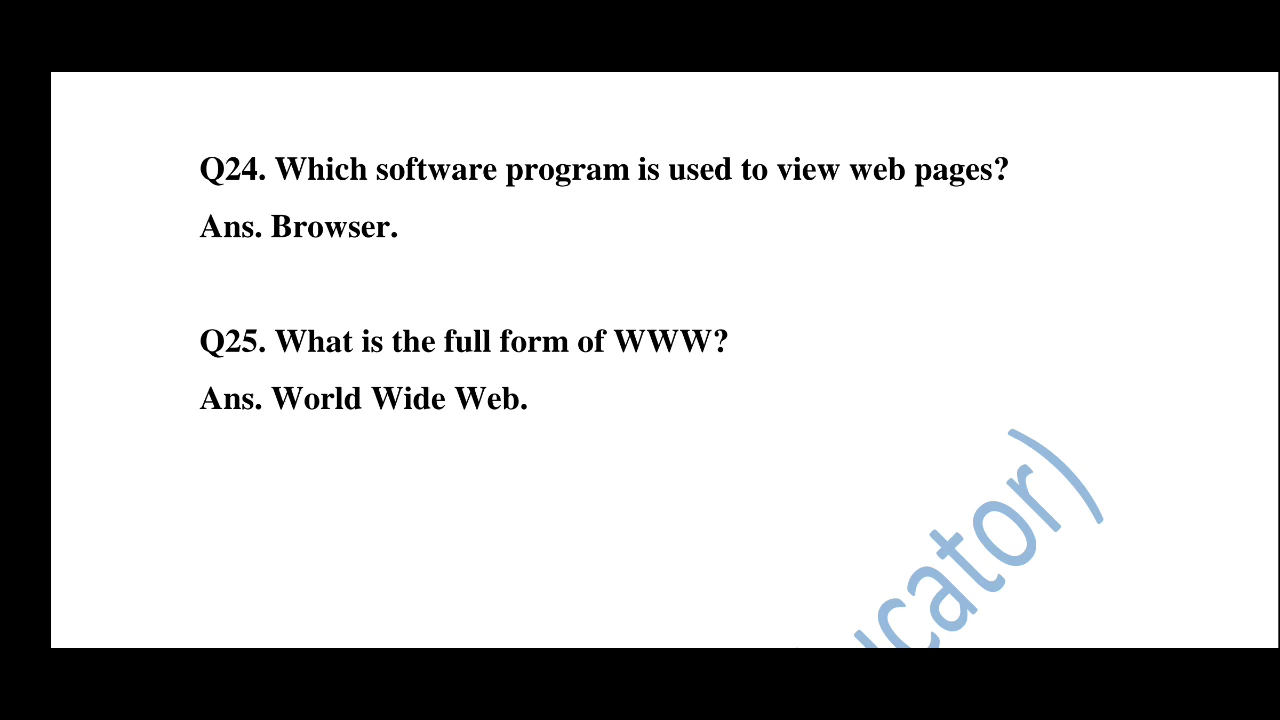 Q24. Which software program is used to view web pages?
Ans. Browser.
Q25. What is the full form of WWW?
Ans. World Wide Web.